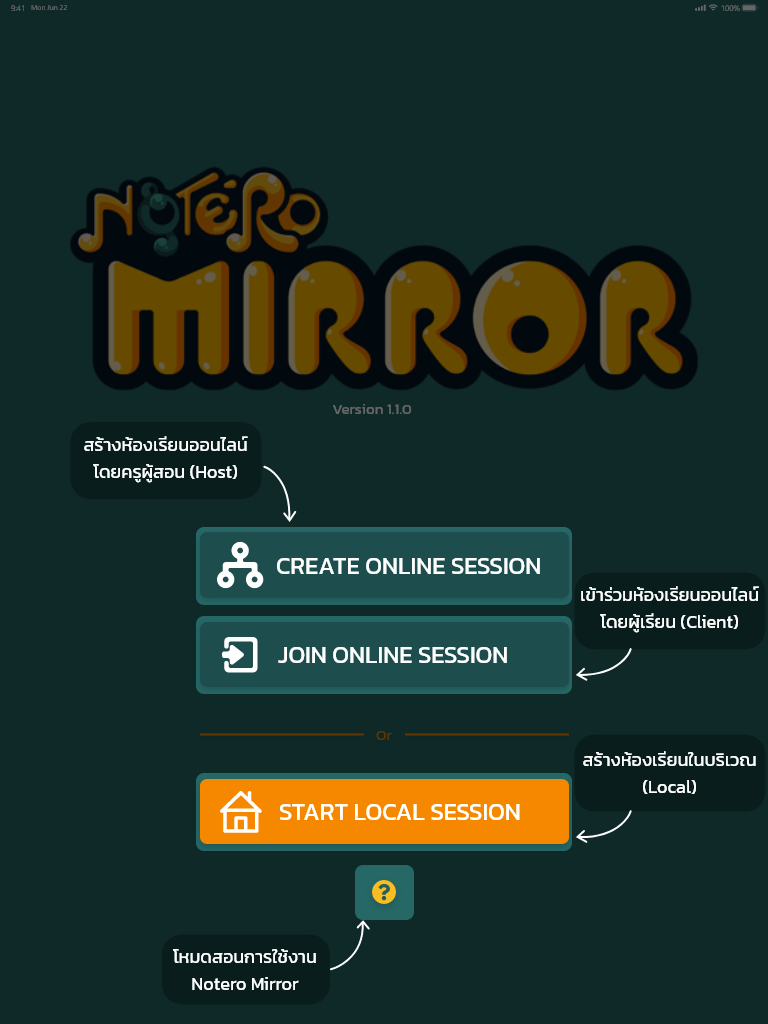 9:41 Mon Jun 22 100%
NOTERO
MIRROR
Version 1.1.0
สร้างห้องเรียนออนไลน์
โดยครูผู้สอน (Host)
CREATE ONLINE SESSION
เข้าร่วมห้องเรียนออนไลน์
โดยผู้เรียน (Client)
JOIN ONLINE SESSION
Or
สร้างห้องเรียนในบริเวณ
(Local)
START LOCAL SESSION
?
โหมดสอนการใช้งาน
Notero Mirror